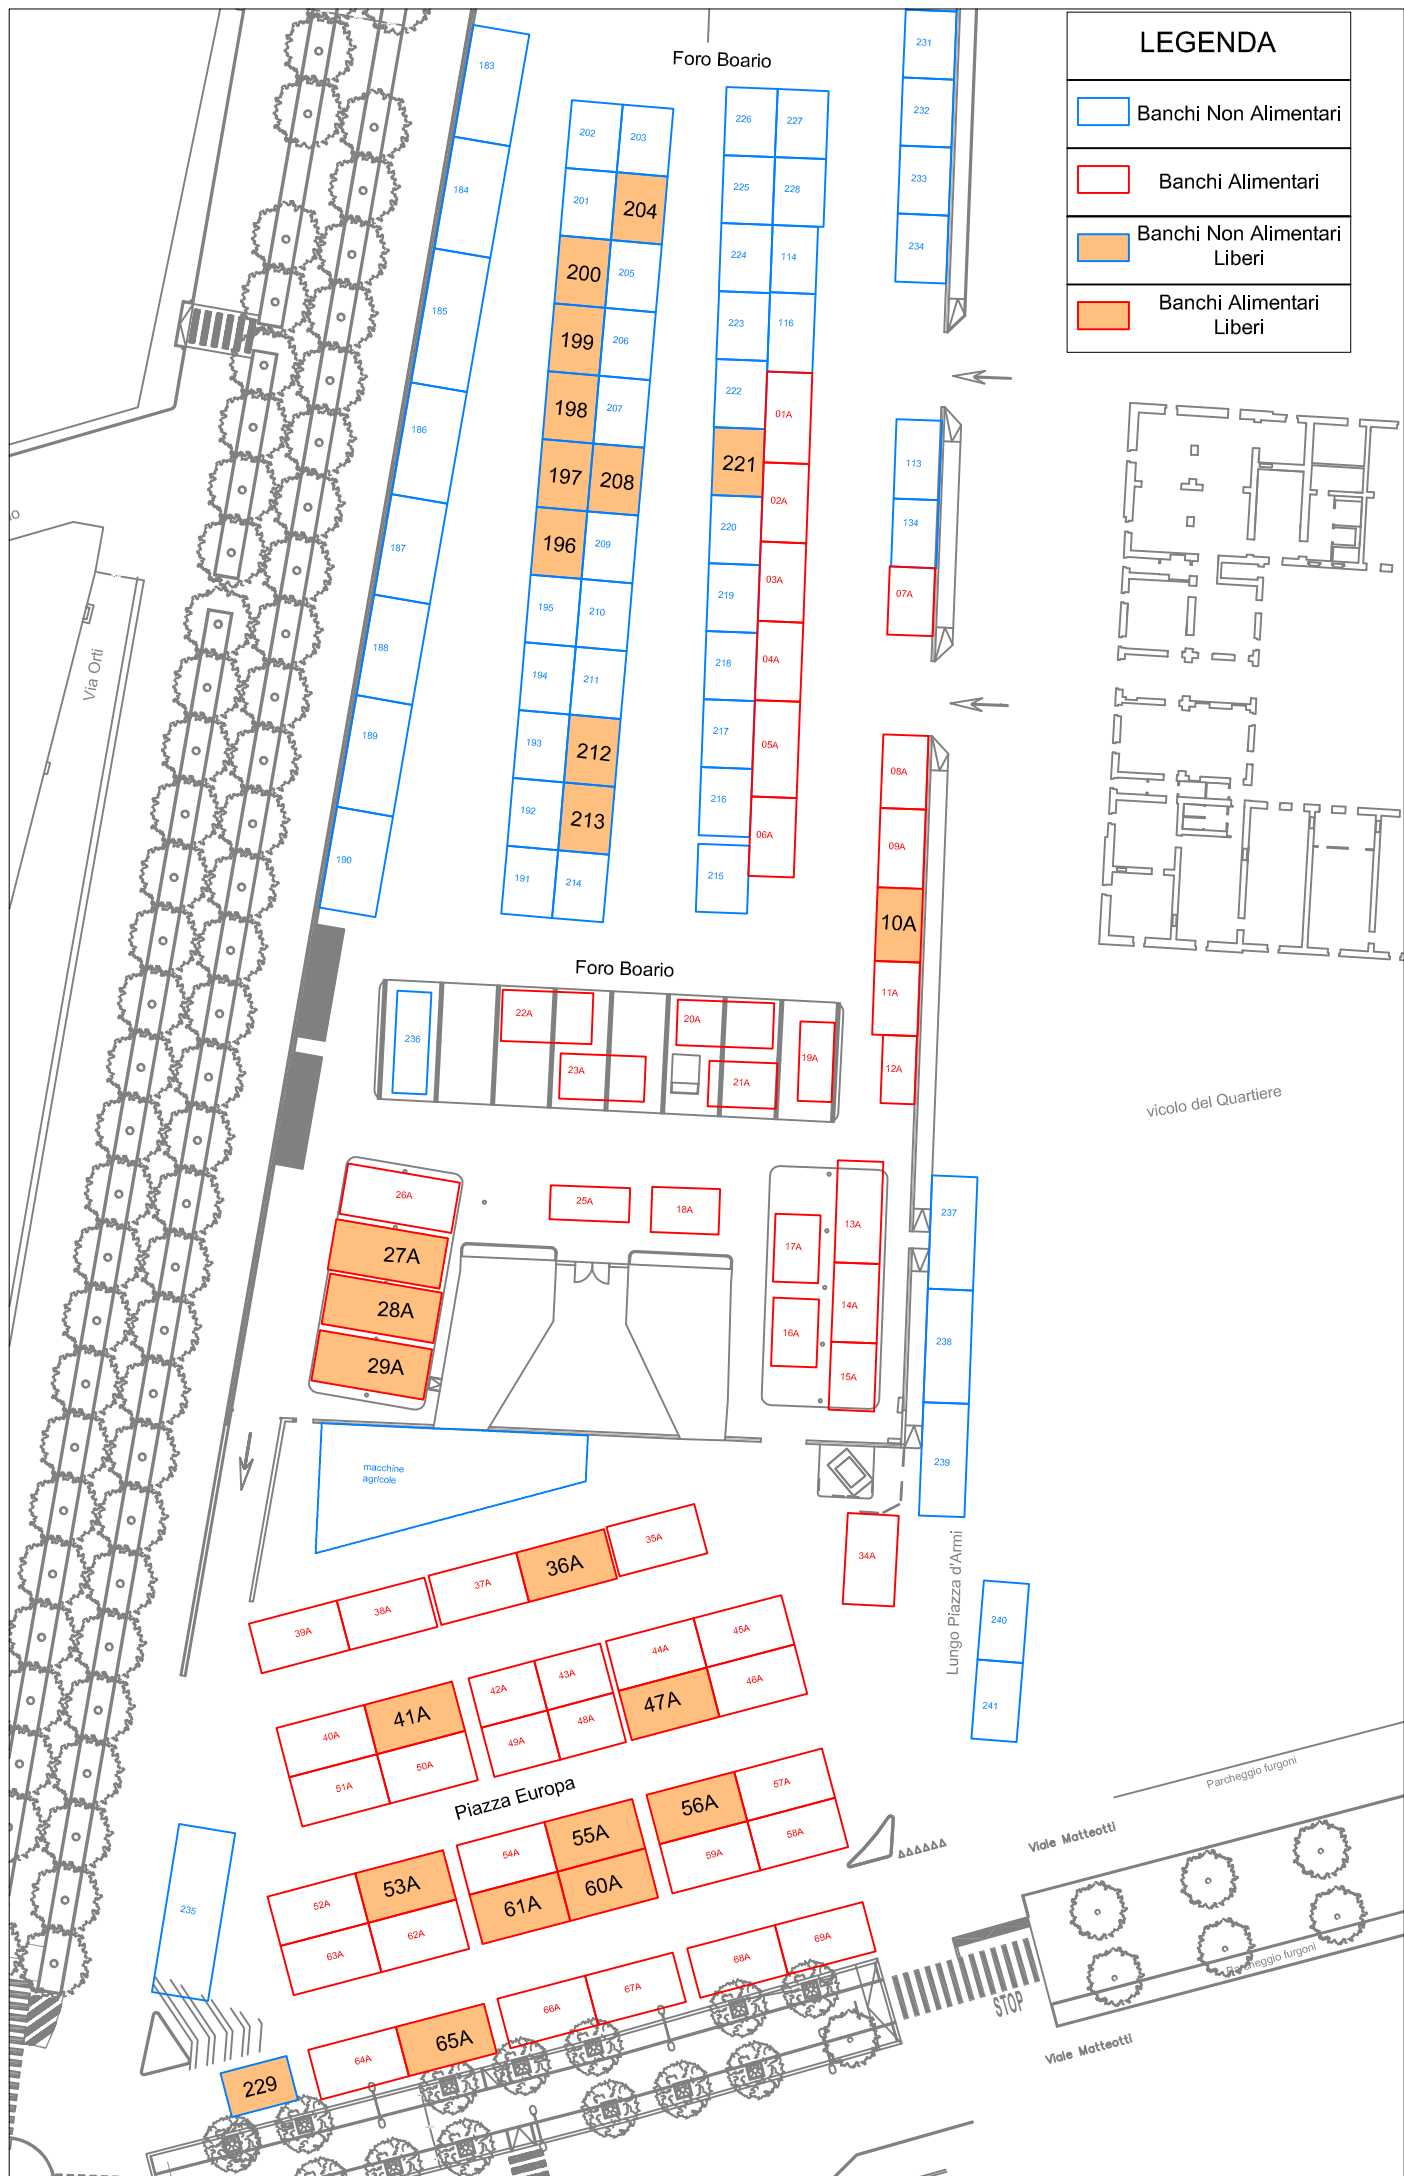 Foro Boario
LEGENDA
Banchi Non Alimentari
Banchi Alimentari
Banchi Non Alimentari
Liberi
Banchi Alimentari
Liberi
183
184
185
186
187
188
189
190
202
203
201
204
200
205
199
206
198
207
197
208
196
209
195
210
194
211
193
212
192
213
191
214
226
227
225
228
224
114
223
116
222
01A
221
02A
220
03A
219
04A
218
217
05A
216
06A
215
231
232
233
234
113
134
07A
08A
09A
10A
11A
12A
Via Orti
Foro Boario
236
22A
23A
20A
21A
19A
vicolo del Quartiere
26A
27A
28A
29A
25A
18A
17A
16A
13A
14A
15A
237
238
239
macchine
agricole
34A
Lungo Piazza d'Armi
240
241
35A
36A
37A
38A
39A
40A
41A
42A
43A
44A
45A
46A
47A
48A
49A
50A
51A
Piazza Europa
52A
53A
54A
55A
56A
57A
58A
59A
60A
61A
62A
63A
64A
65A
66A
67A
68A
69A
235
229
Parcheggio furgoni
Viale Matteotti
Parcheggio furgoni
STOP
Viale Matteotti